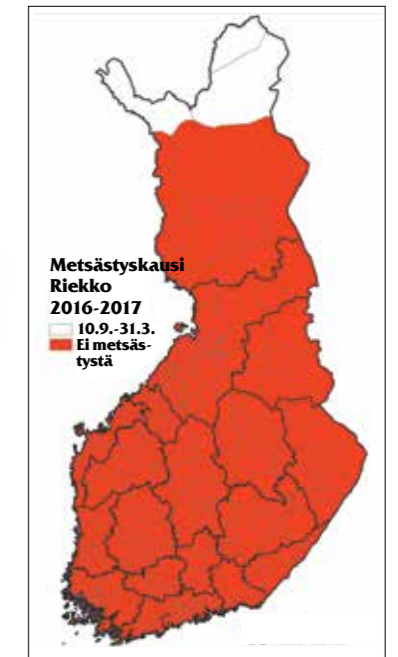 Metsästyskausi
Riekko
2016-2017
10.9.-31.3.
Ei metsäs-
tystä